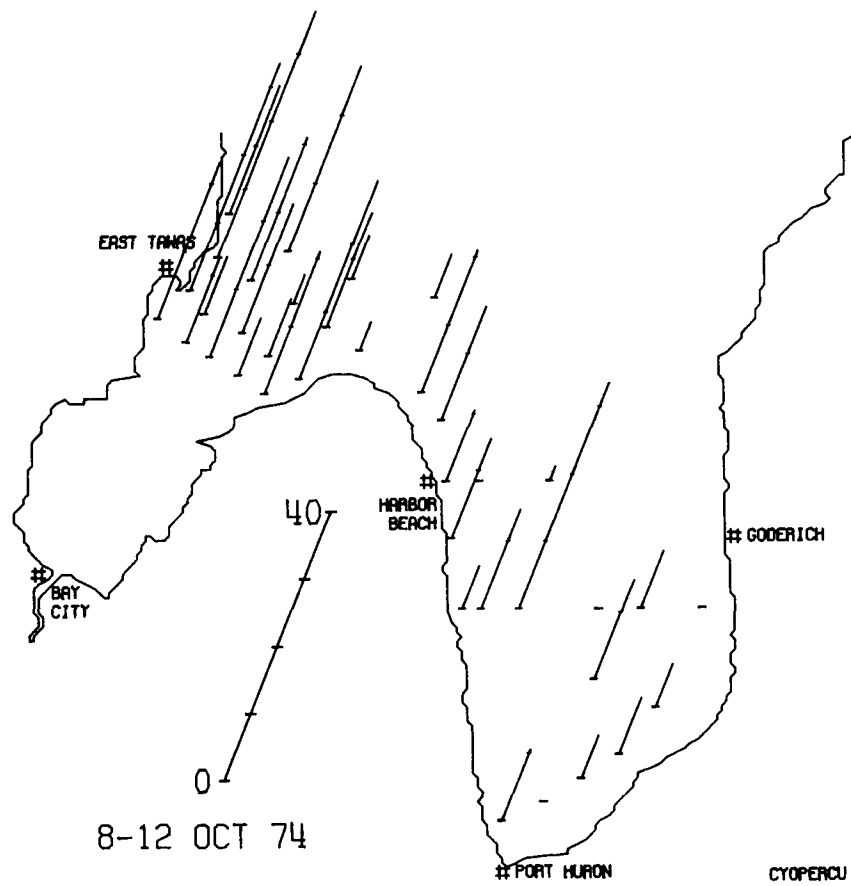 EAST TAWAS
#
40
#
HARBOR
BEACH
# GODERICH
#
BAY
CITY
0
8-12 OCT 74
# PORT HURON
CYOPERCU